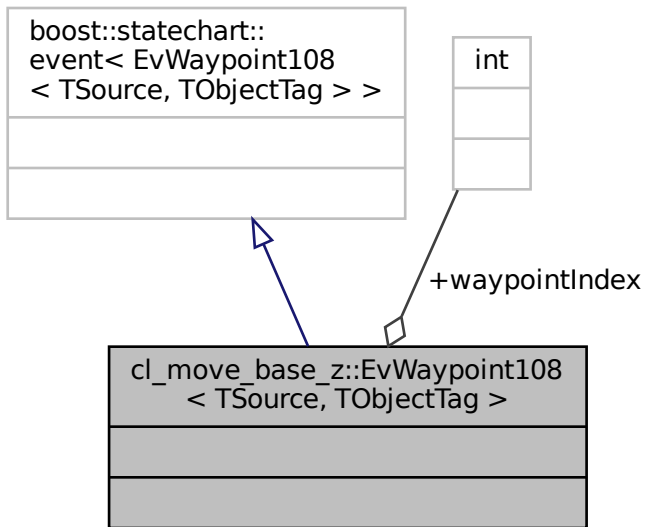 boost::statechart::
event< EvWaypoint108
< TSource, TObjectTag > >
int
+waypointIndex
cl_move_base_z::EvWaypoint108
< TSource, TObjectTag >